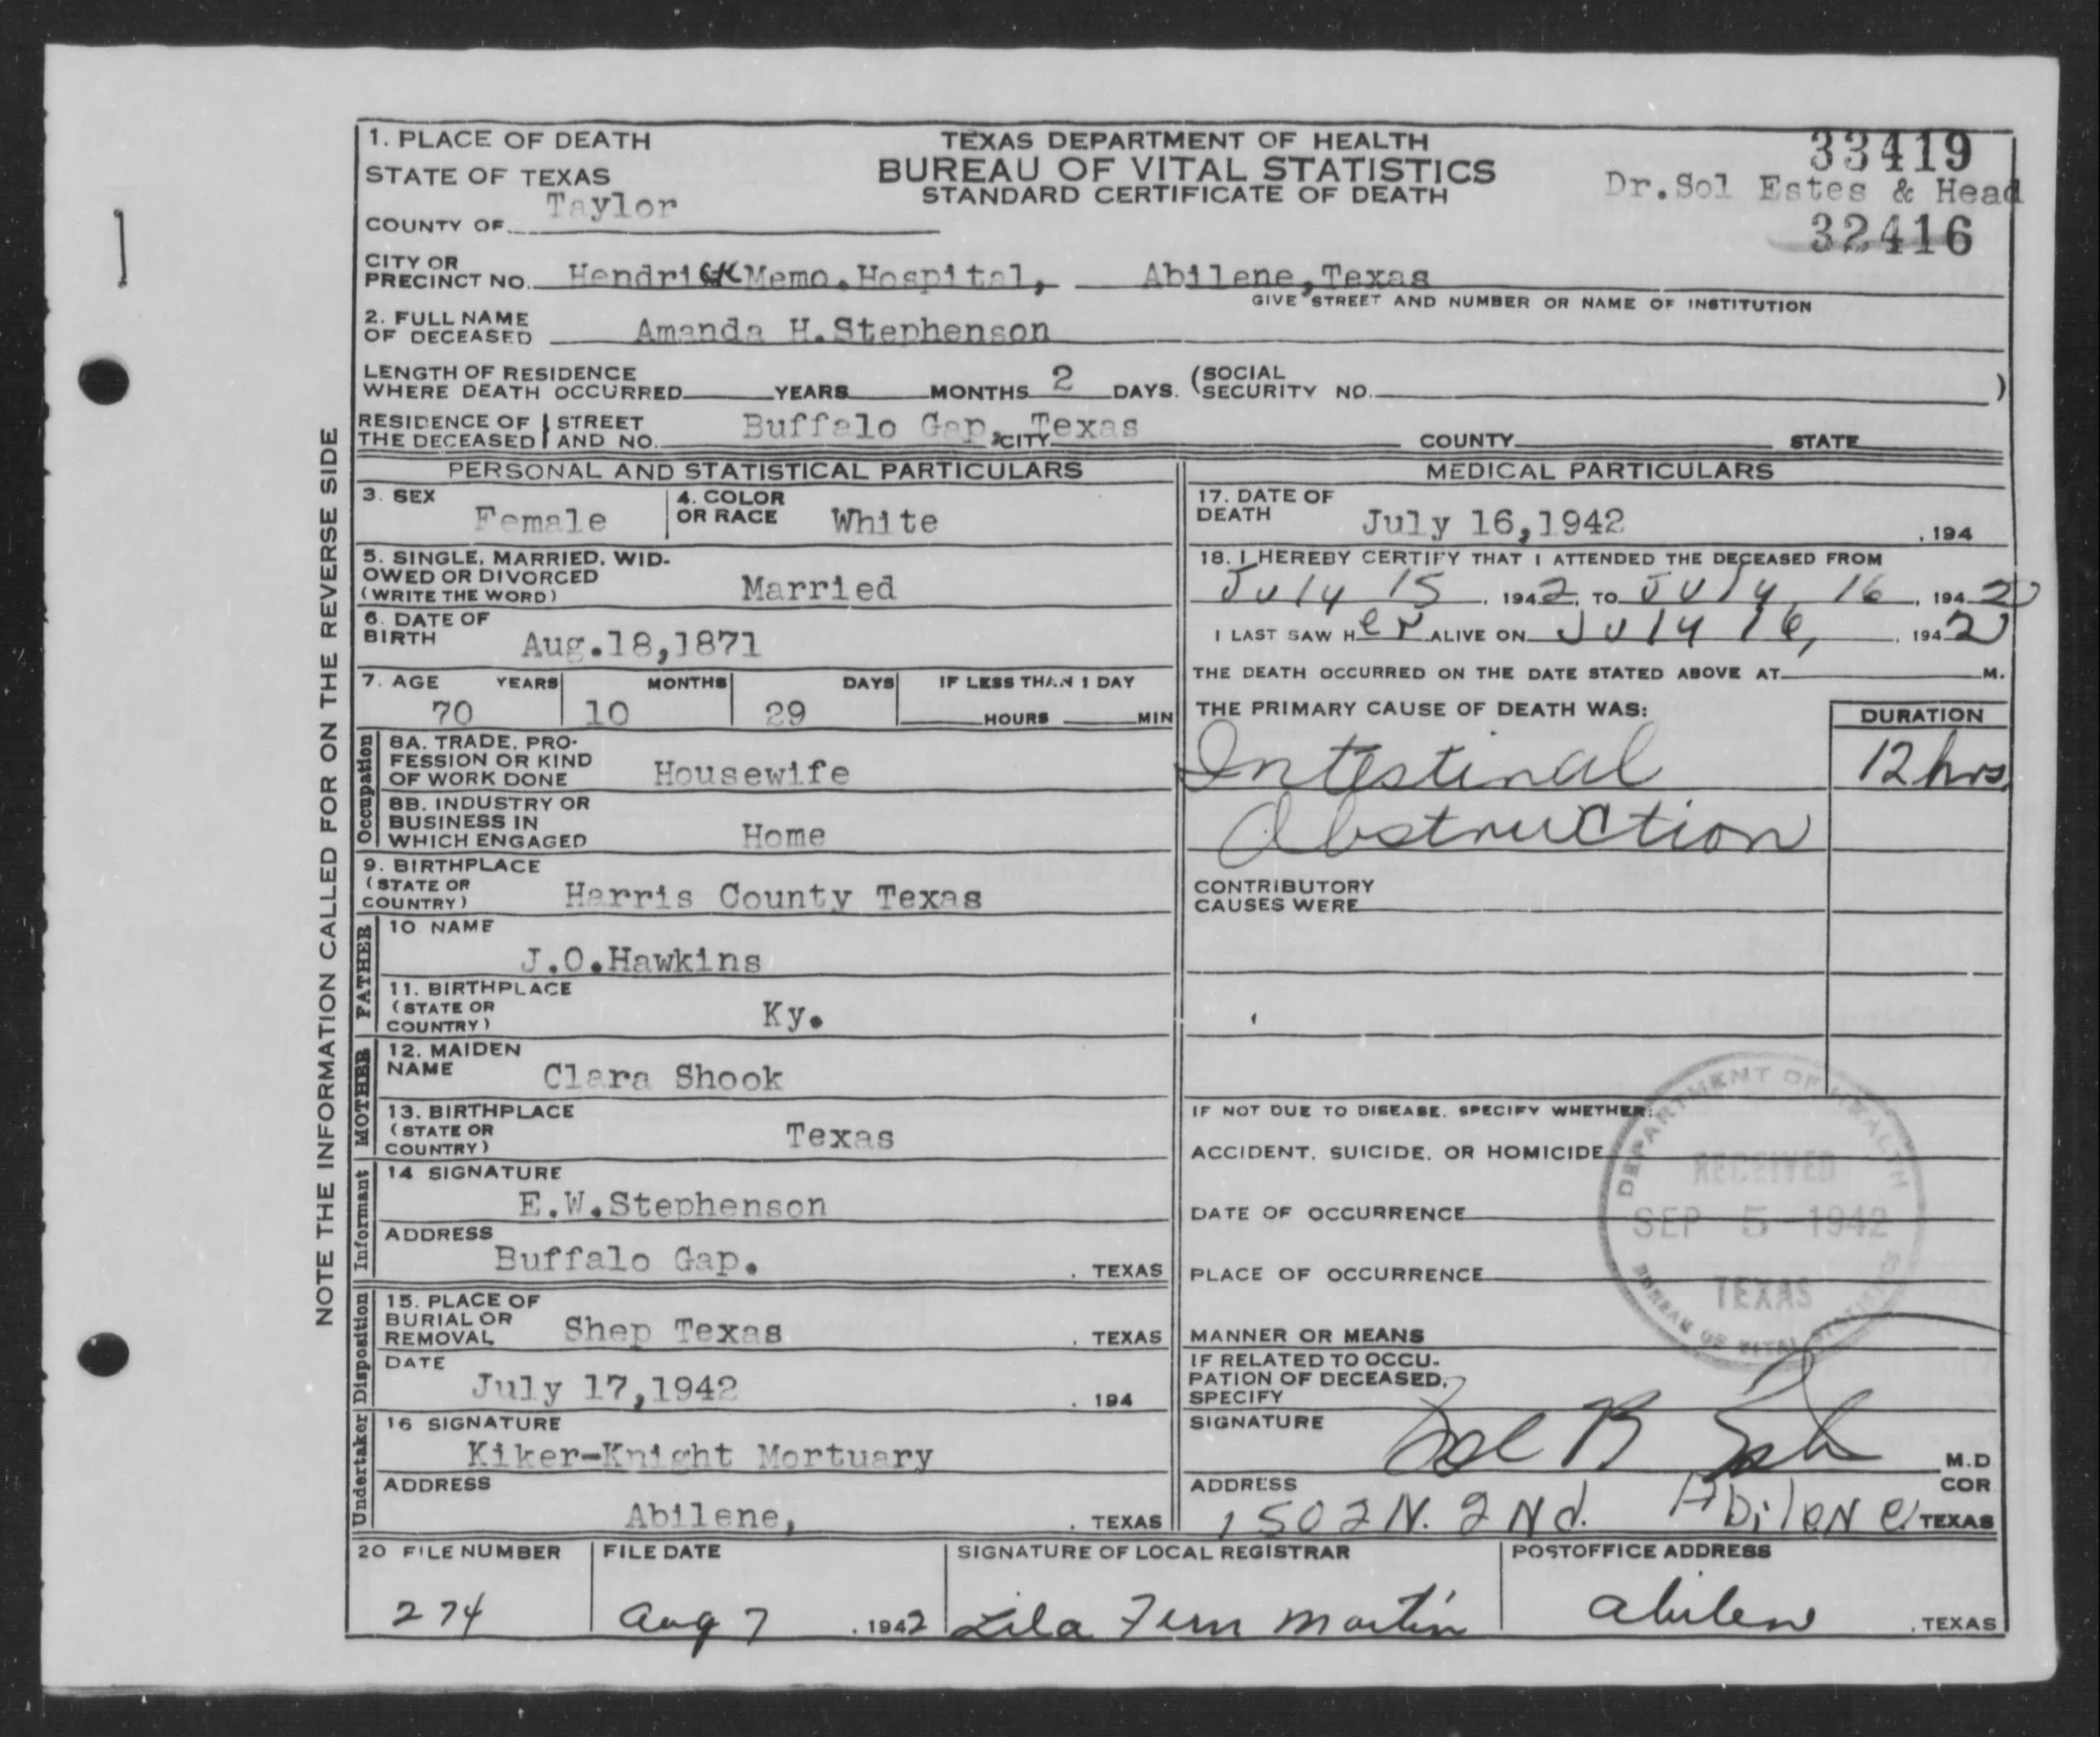 1. PLACE OF DEATH
STATE OF TEXAS
COUNTY OF Taylor
TEXAS DEPARTMENT OF HEALTH
BUREAU OF VITAL STATISTICS
STANDARD CERTIFICATE OF DEATH
33419
Dr.Sol Estes & Head
32416
CITY OR
PRECINCT NO. Hendrick Memo.Hospital, Abilene,Texas
GIVE STREET AND NUMBER OR NAME OF INSTITUTION
2. FULL NAME
OF DECEASED Amanda H.Stephenson
LENGTH OF RESIDENCE
WHERE DEATH OCCURRED YEARS MONTHS 2 DAYS. (SOCIAL
SECURITY NO. )
RESIDENCE OF THE DECEASED STREET AND NO. Buffalo Gap, CITY Texas COUNTY STATE
NOTE THE INFORMATION CALLED FOR ON THE REVERSE SIDE
PERSONAL AND STATISTICAL PARTICULARS
3. SEX Female
4. COLOR
OR RACE White
5. SINGLE, MARRIED, WID-
OWED OR DIVORCED
(WRITE THE WORD) Married
6. DATE OF
BIRTH Aug.18,1871
7. AGE YEARS MONTHS DAYS IF LESS THAN 1 DAY
70 10 29 HOURS MIN
Occupation
8A. TRADE, PRO-
FESSION OR KIND
OF WORK DONE Housewife
8B. INDUSTRY OR
BUSINESS IN
WHICH ENGAGED Home
9. BIRTHPLACE
(STATE OR
COUNTRY) Harris County Texas
FATHER
10 NAME
J.O.Hawkins
11. BIRTHPLACE
(STATE OR
COUNTRY) Ky.
MOTHER
12. MAIDEN
NAME Clara Shook
13. BIRTHPLACE
(STATE OR
COUNTRY) Texas
Informant
14 SIGNATURE
E.W.Stephenson
ADDRESS
Buffalo Gap. , TEXAS
Disposition
15. PLACE OF
BURIAL OR
REMOVAL Shep Texas , TEXAS
DATE
July 17,1942 , 194
Undertaker
16 SIGNATURE
Kiker-Knight Mortuary
ADDRESS
Abilene, , TEXAS
MEDICAL PARTICULARS
17. DATE OF
DEATH July 16,1942 , 194
18. I HEREBY CERTIFY THAT I ATTENDED THE DECEASED FROM
July 15 , 1942, TO July 16 , 1942
I LAST SAW HER ALIVE ON July 16, , 1942
THE DEATH OCCURRED ON THE DATE STATED ABOVE AT M.
THE PRIMARY CAUSE OF DEATH WAS: DURATION
Intestinal 12 hrs.
Obstruction
CONTRIBUTORY
CAUSES WERE
IF NOT DUE TO DISEASE, SPECIFY WHETHER:
ACCIDENT, SUICIDE, OR HOMICIDE
DATE OF OCCURRENCE
PLACE OF OCCURRENCE
MANNER OR MEANS
DEPARTMENT OF HEALTH
RECEIVED
SEP 5 1942
TEXAS
BUREAU OF VITAL STATISTICS
IF RELATED TO OCCU-
PATION OF DECEASED,
SPECIFY
SIGNATURE Sol B M.D
COR
ADDRESS
1502 N. 2Nd. Abilene, TEXAS
20 FILE NUMBER FILE DATE SIGNATURE OF LOCAL REGISTRAR POSTOFFICE ADDRESS
274 Aug 7 , 1942 Lila Fern Martin Abilene , TEXAS